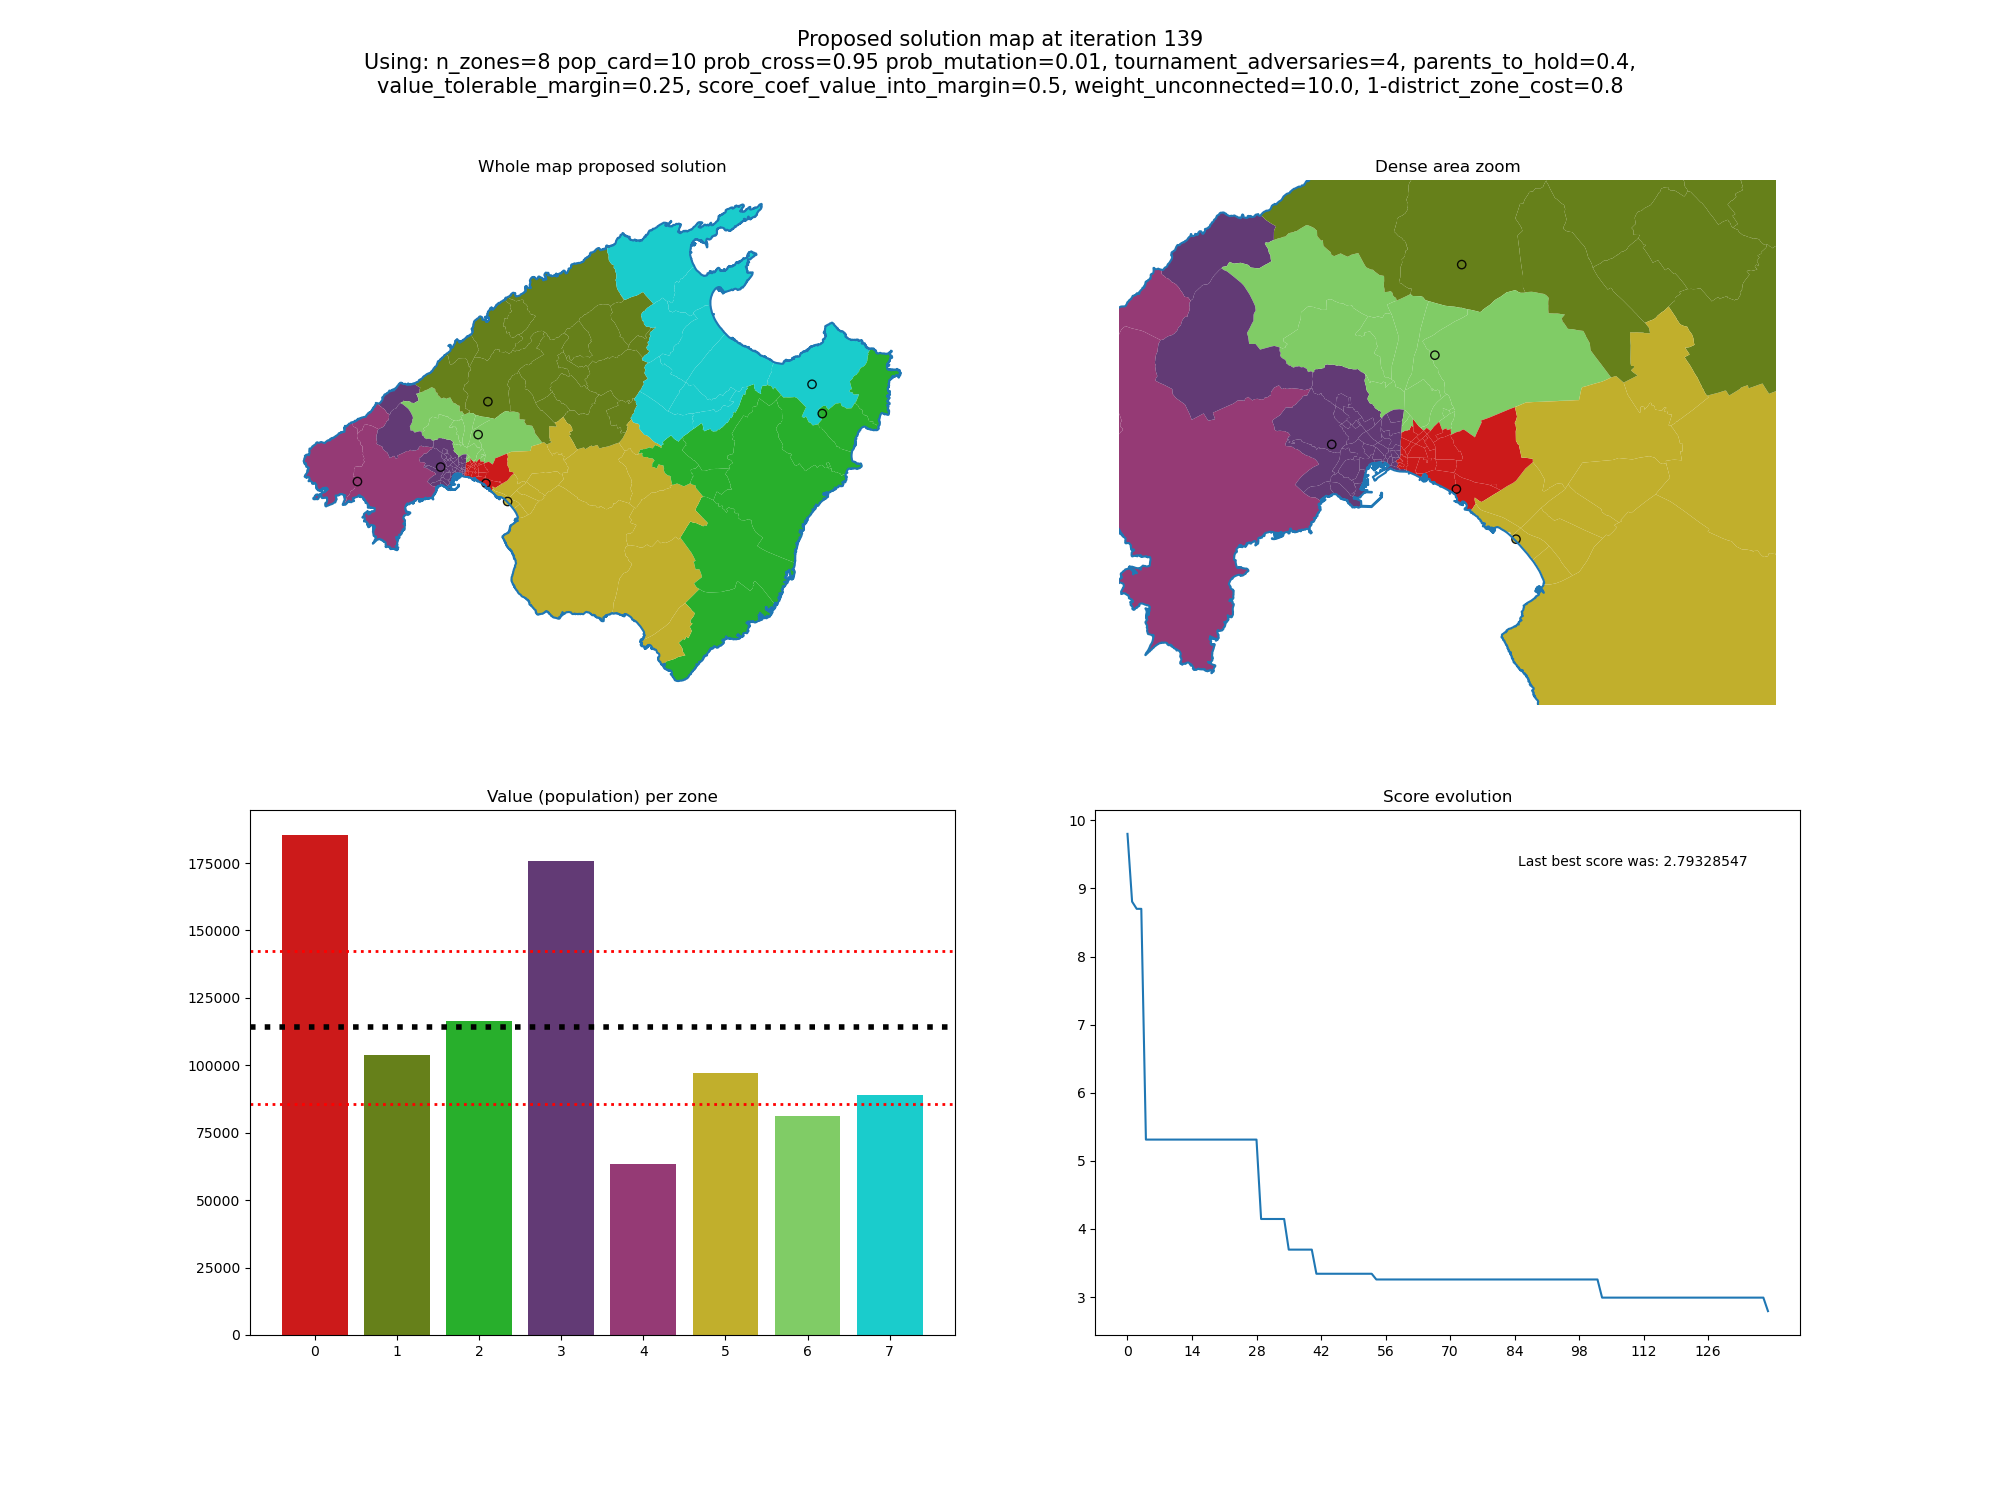 Proposed solution map at iteration 139
Using: n_zones=8 pop_card=10 prob_cross=0.95 prob_mutation=0.01, tournament_adversaries=4, parents_to_hold=0.4,
value_tolerable_margin=0.25, score_coef_value_into_margin=0.5, weight_unconnected=10.0, 1-district_zone_cost=0.8
Whole map proposed solution
Dense area zoom
Value (population) per zone
175000
150000
125000
100000
75000
50000
25000
0
0 1 2 3 4 5 6 7
Score evolution
Last best score was: 2.79328547
10
9
8
7
6
5
4
3
0 14 28 42 56 70 84 98 112 126